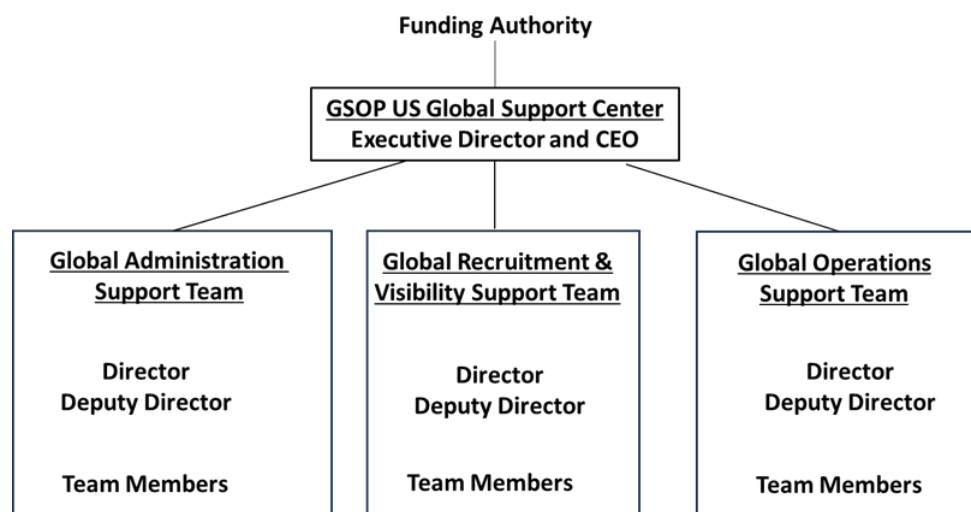 Funding Authority
GSOP US Global Support Center
Executive Director and CEO
Global Administration
Support Team
Director
Deputy Director
Team Members
Global Recruitment &
Visibility Support Team
Director
Deputy Director
Team Members
Global Operations
Support Team
Director
Deputy Director
Team Members